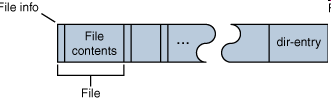 File info
File
contents
...
dir-entry
File